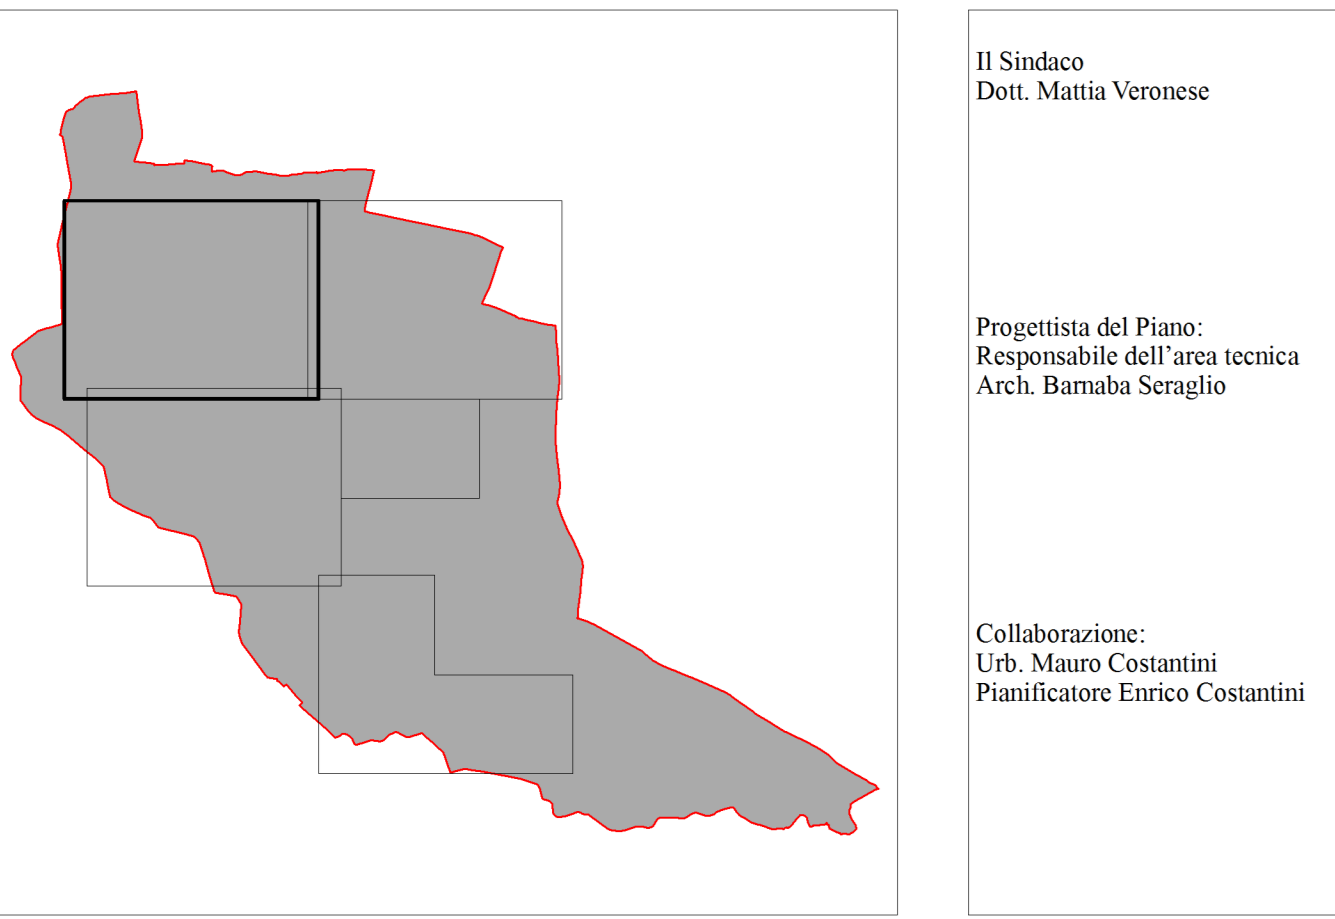 Il Sindaco
Dott. Mattia Veronese
Progettista del Piano:
Responsabile dell’area tecnica
Arch. Barnaba Seraglio
Collaborazione:
Urb. Mauro Costantini
Pianificatore Enrico Costantini